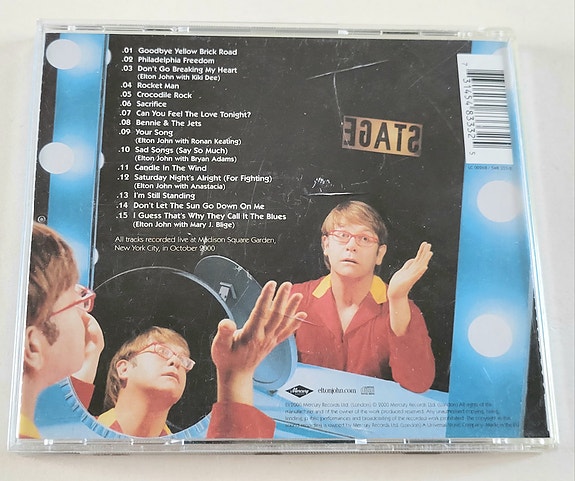 .01 Goodbye Yellow Brick Road
.02 Philadelphia Freedom
.03 Don't Go Breaking My Heart
(Elton John with Kiki Dee)
.04 Rocket Man
.05 Crocodile Rock
.06 Sacrifice
.07 Can You Feel The Love Tonight?
.08 Bennie & The Jets
.09 Your Song
(Elton John with Ronan Keating)
.10 Sad Songs (Say So Much)
(Elton John with Bryan Adams)
.11 Candle In The Wind
.12 Saturday Night's Alright (For Fighting)
(Elton John with Anastacia)
.13 I'm Still Standing
.14 Don't Let The Sun Go Down On Me
.15 I Guess That's Why They Call It The Blues
(Elton John with Mary J. Blige)
All tracks recorded live at Madison Square Garden,
New York City, in October 2000
STAGE
7 31454 83332 5
Mercury eltonjohn.com